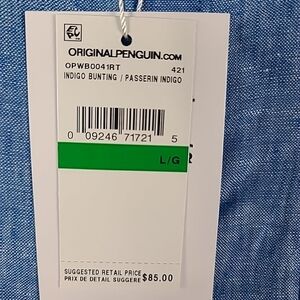 ORIGINALPENGUIN.COM
OPWB0041RT 421
INDIGO BUNTING / PASSERIN INDIGO
0 09246 71721 5
L/G
SUGGESTED RETAIL PRICE
PRIX DE DETAIL SUGGERE $85.00